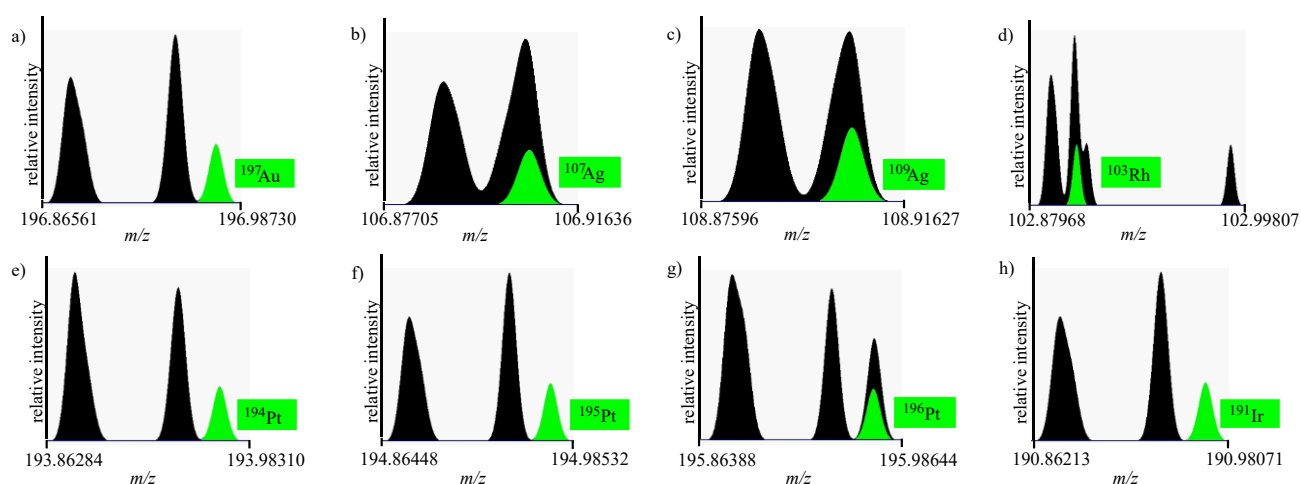 a)
relative intensity
¹⁹⁷Au
196.86561
196.98730
m/z
b)
relative intensity
¹⁰⁷Ag
106.87705
106.91636
m/z
c)
relative intensity
¹⁰⁹Ag
108.87596
108.91627
m/z
d)
relative intensity
¹⁰³Rh
102.87968
102.99807
m/z
e)
relative intensity
¹⁹⁴Pt
193.86284
193.98310
m/z
f)
relative intensity
¹⁹⁵Pt
194.86448
194.98532
m/z
g)
relative intensity
¹⁹⁶Pt
195.86388
195.98644
m/z
h)
relative intensity
¹⁹¹Ir
190.86213
190.98071
m/z